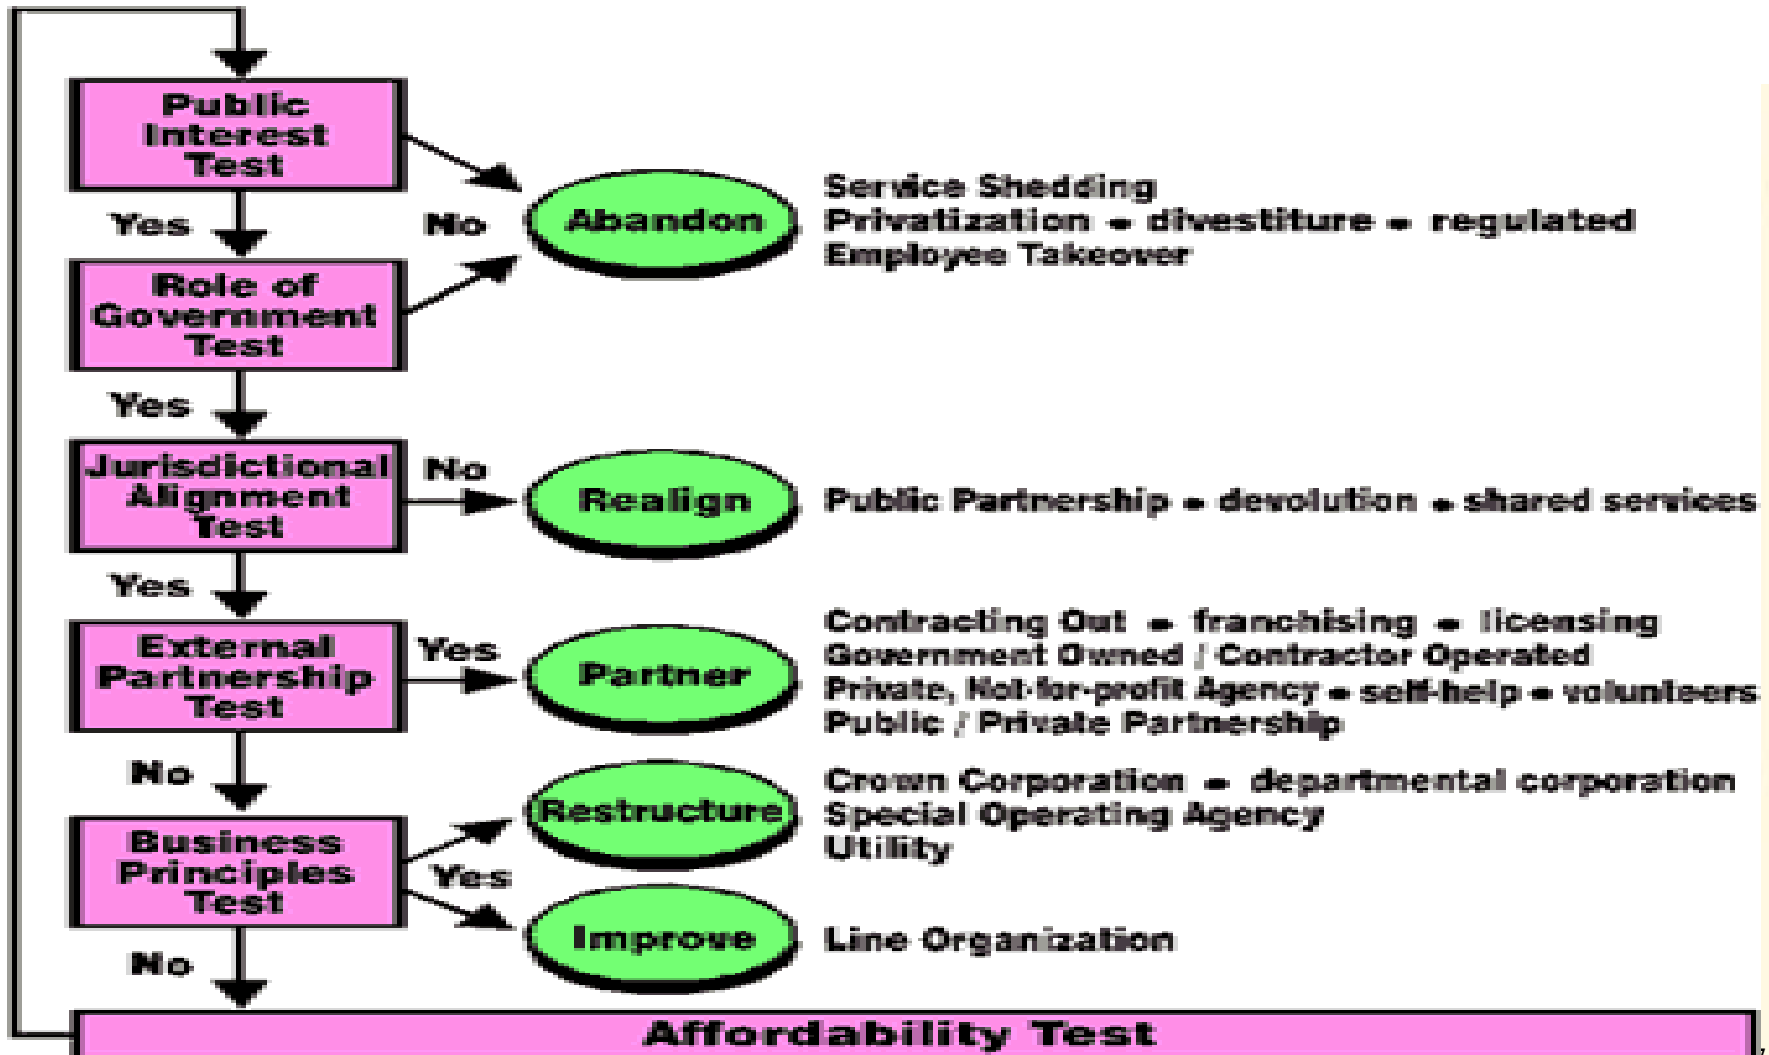 Public
Interest
Test
Yes
No
Abandon
Service Shedding
Privatization • divestiture • regulated
Employee Takeover
Role of
Government
Test
Yes
Jurisdictional
Alignment
Test
No
Realign
Public Partnership • devolution • shared services
Yes
External
Partnership
Test
Yes
Partner
Contracting Out • franchising • licensing
Government Owned / Contractor Operated
Private, Not-for-profit Agency • self-help • volunteers
Public / Private Partnership
No
Business
Principles
Test
Yes
Restructure
Crown Corporation • departmental corporation
Special Operating Agency
Utility
Improve
Line Organization
No
Affordability Test